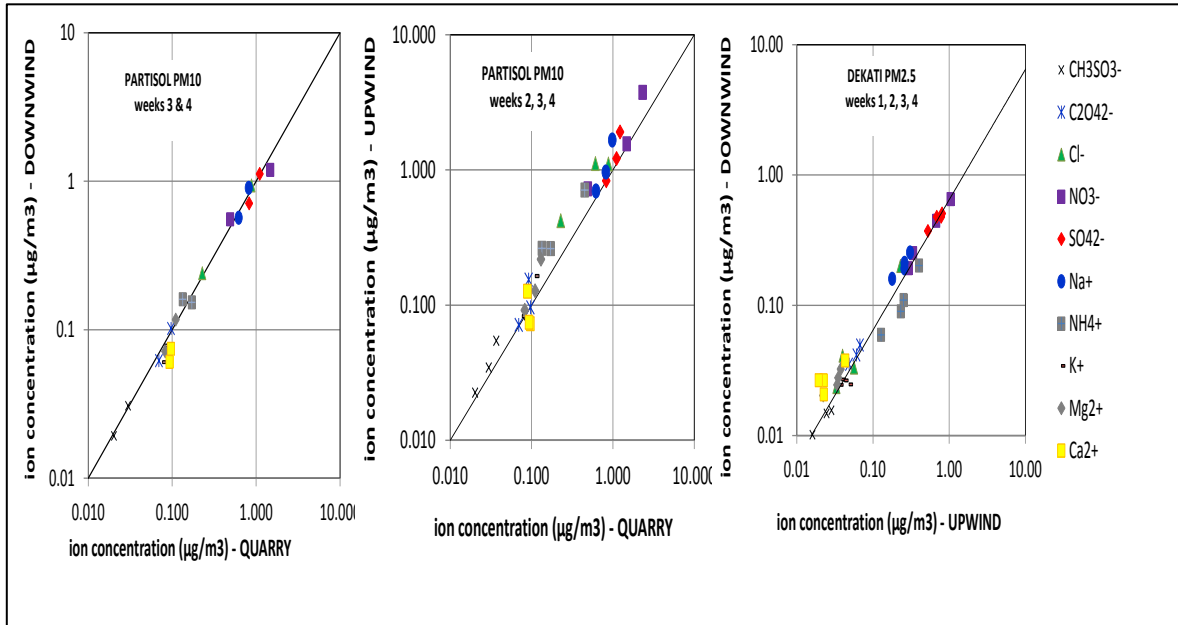 ion concentration (µg/m3) - DOWNWIND
10
1
0.1
0.01
PARTISOL PM10
weeks 3 & 4
0.010
0.100
1.000
10.000
ion concentration (µg/m3) - QUARRY
ion concentration (µg/m3) - UPWIND
10.000
1.000
0.100
0.010
PARTISOL PM10
weeks 2, 3, 4
0.010
0.100
1.000
10.000
ion concentration (µg/m3) - QUARRY
ion concentration (µg/m3) - DOWNWIND
10.00
1.00
0.10
0.01
DEKATI PM2.5
weeks 1, 2, 3, 4
0.01
0.10
1.00
10.00
ion concentration (µg/m3) - UPWIND
CH3SO3-
C2O42-
Cl-
NO3-
SO42-
Na+
NH4+
K+
Mg2+
Ca2+